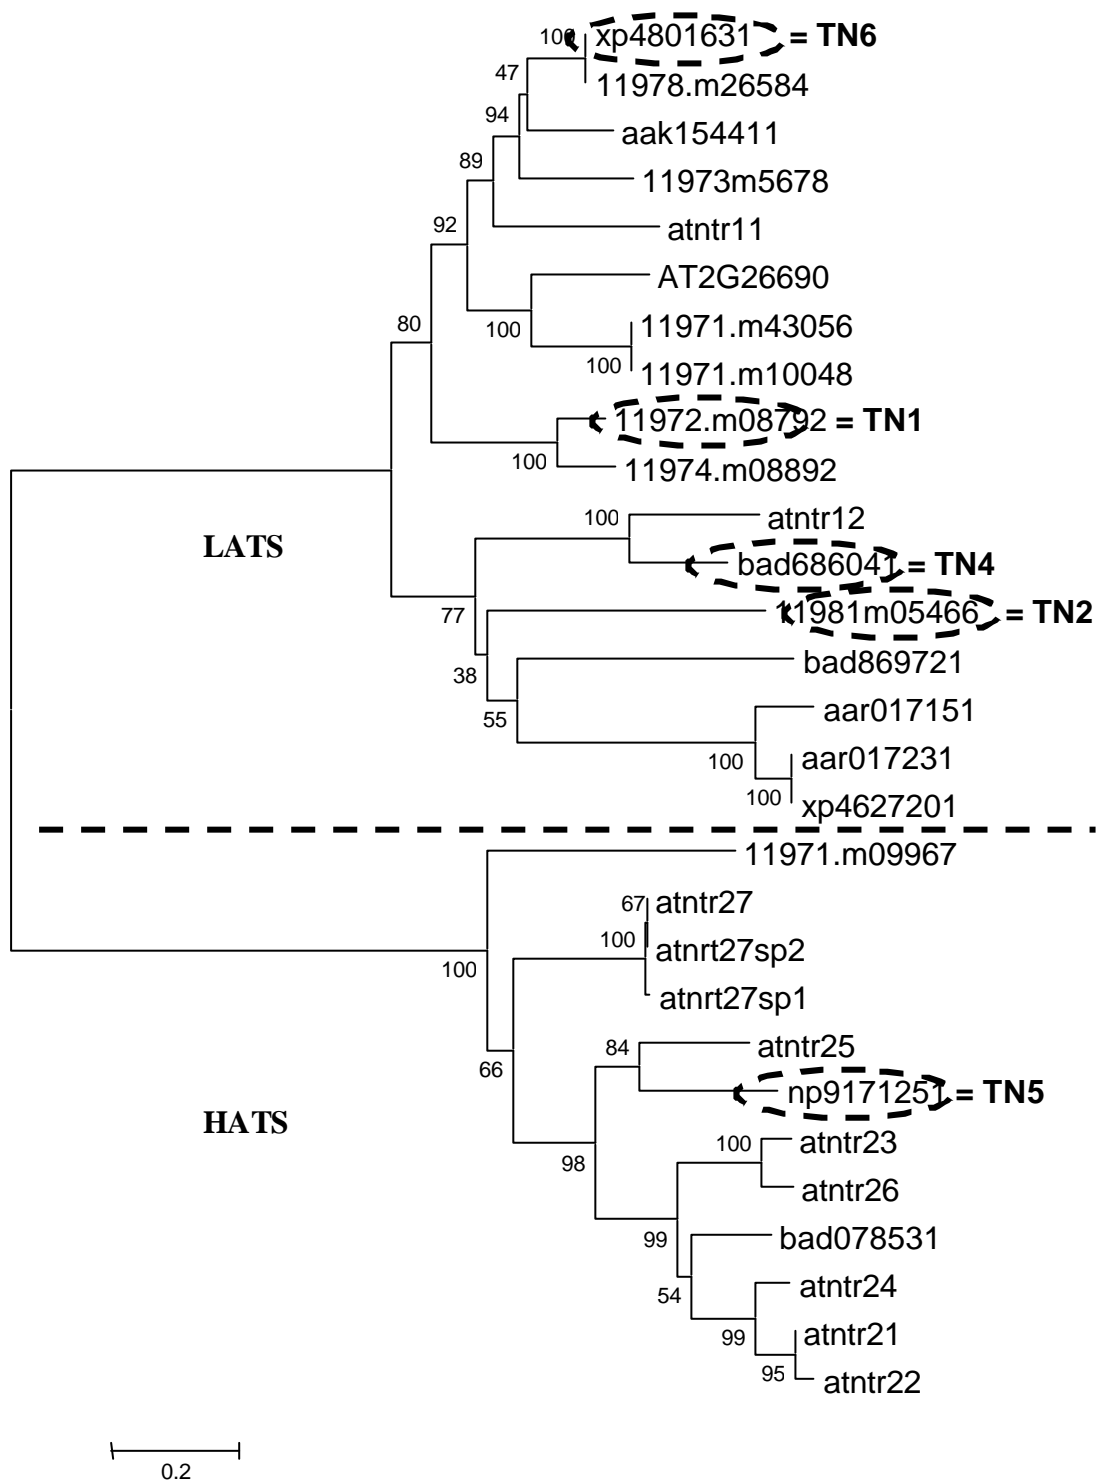 100 xp4801631 = TN6
47
11978.m26584
94
aak154411
89
11973m5678
92
atntr11
AT2G26690
80
100
11971.m43056
100
11971.m10048
11972.m08792 = TN1
100
11974.m08892
100
atntr12
LATS
bad686041 = TN4
77
11981m05466 = TN2
38
bad869721
55
aar017151
100
aar017231
100
xp4627201
11971.m09967
67
atntr27
100
atnrt27sp2
100
atnrt27sp1
84
atntr25
66
np9171251 = TN5
HATS
100
atntr23
98
atntr26
99
bad078531
54
atntr24
99
atntr21
95
atntr22
0.2